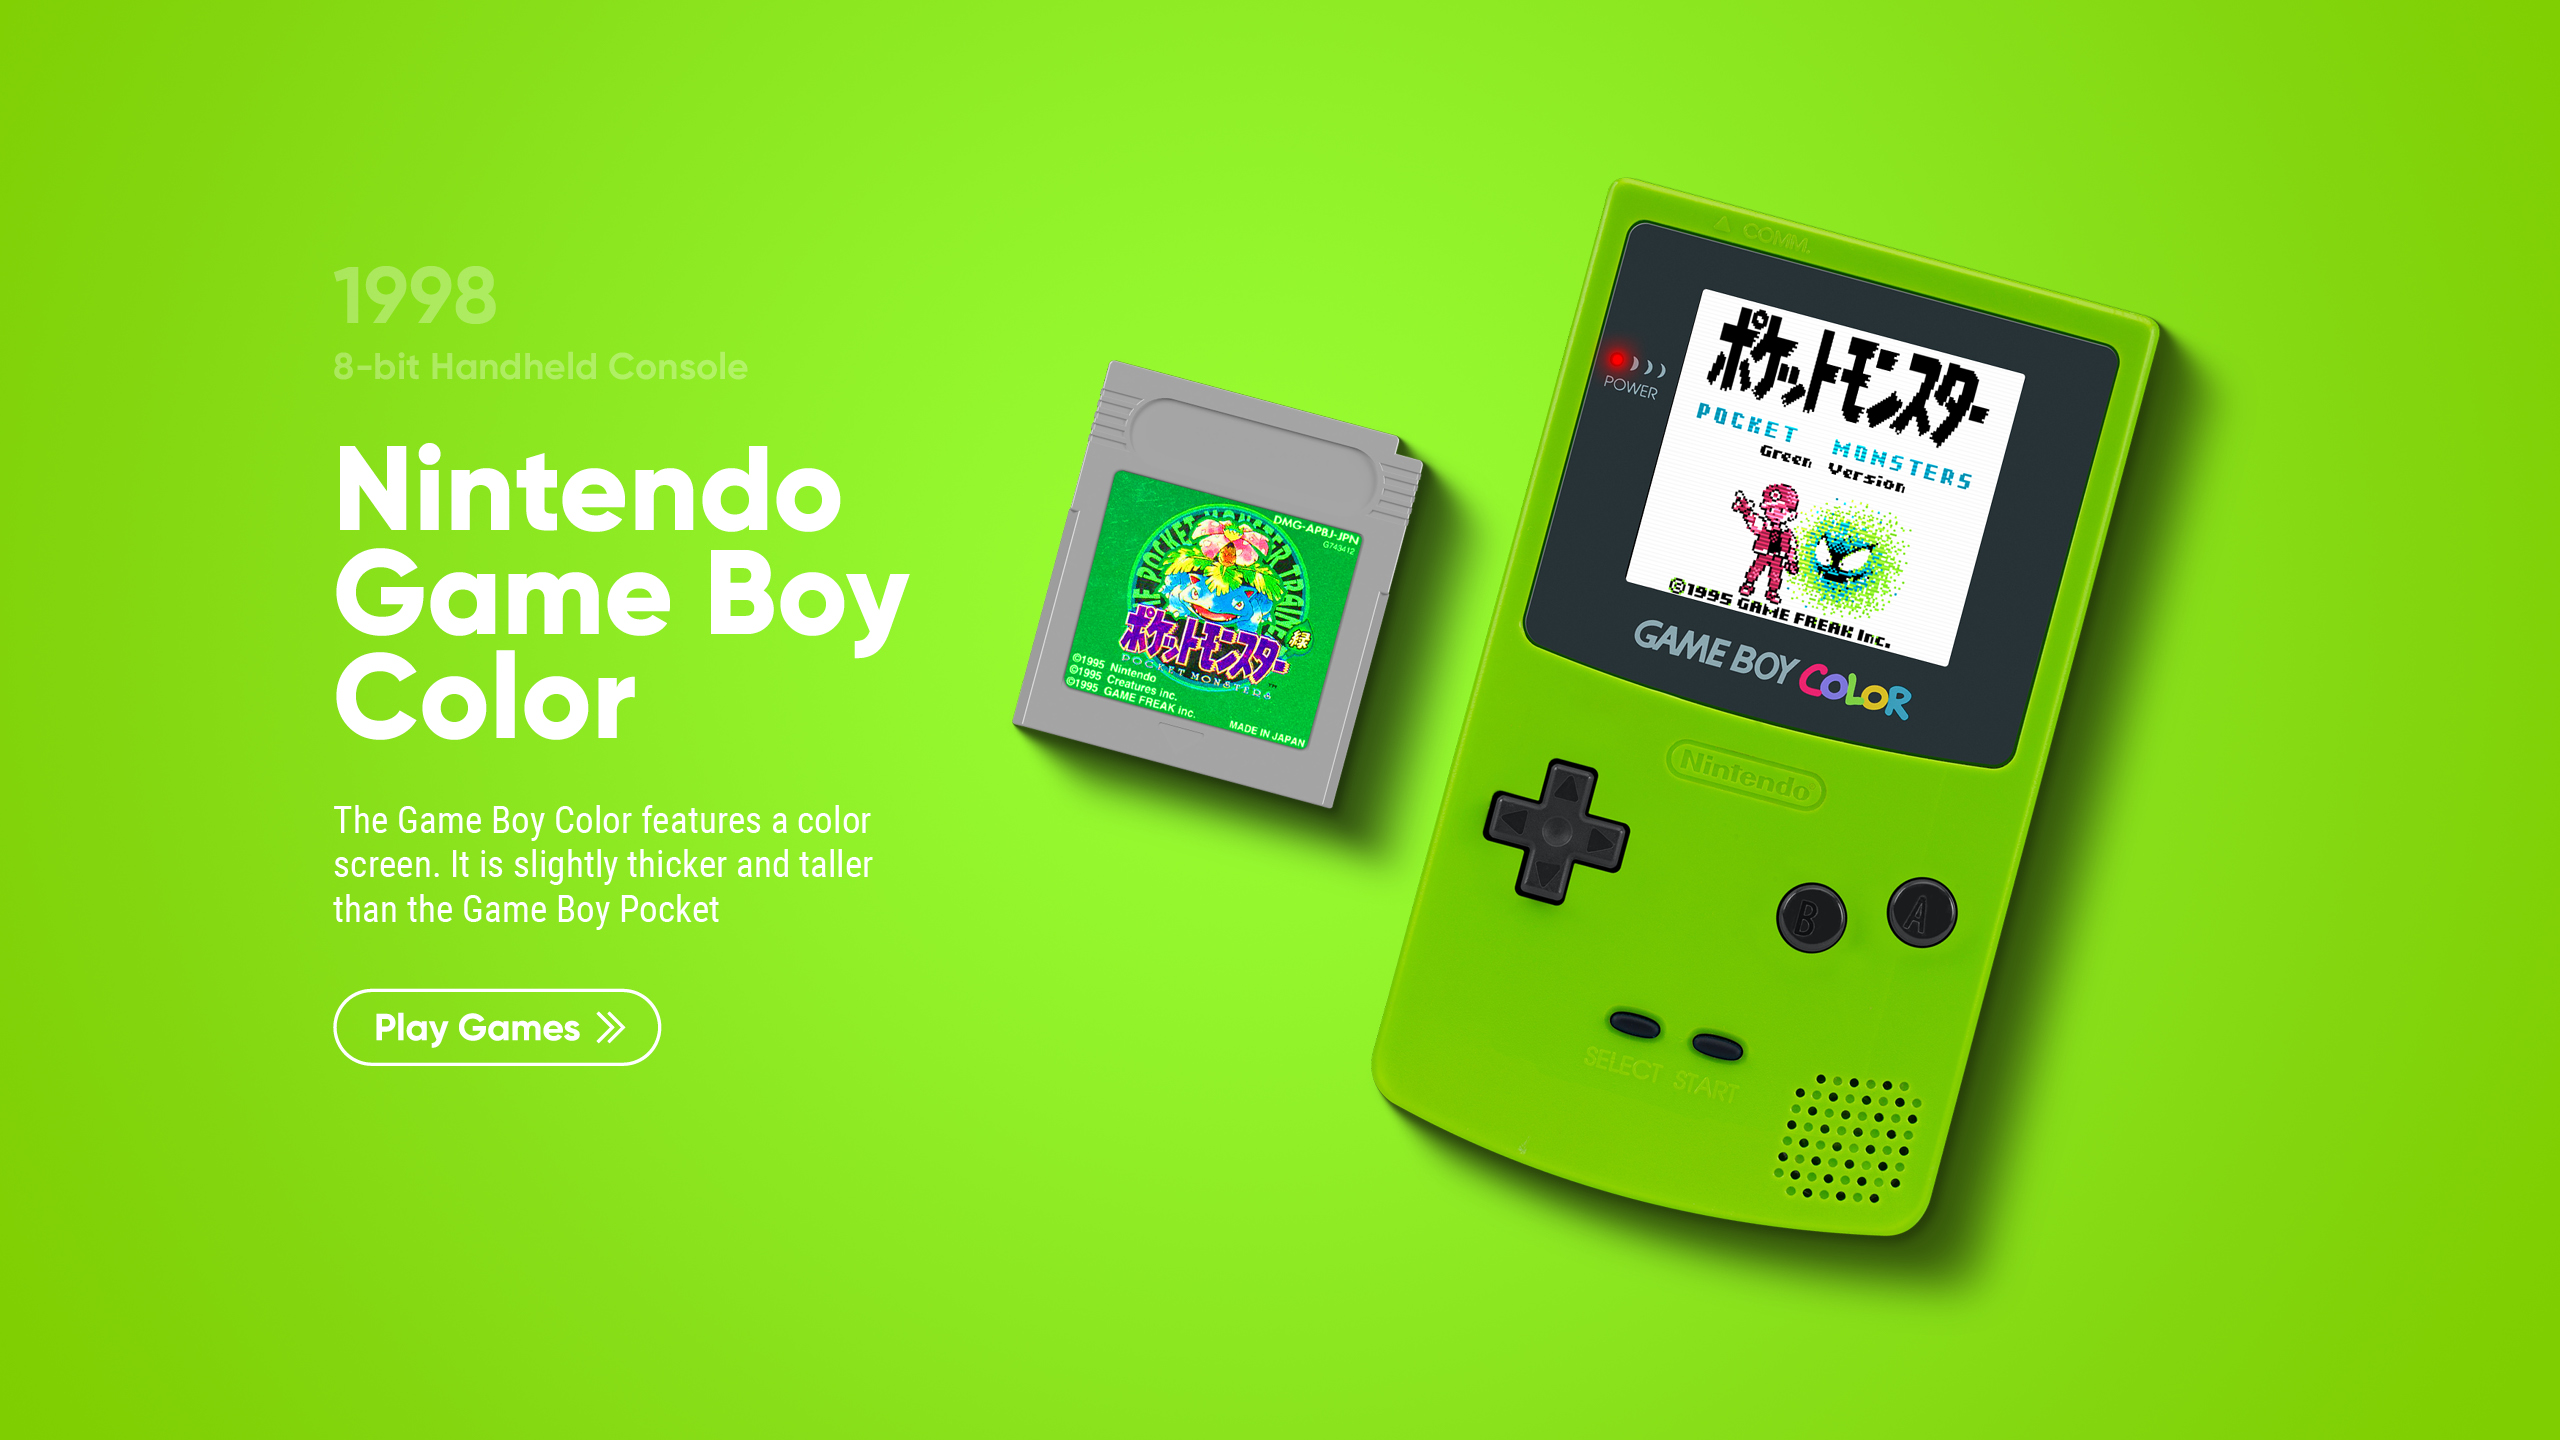 1998
8-bit Handheld Console
Nintendo
Game Boy
Color
The Game Boy Color features a color
screen. It is slightly thicker and taller
than the Game Boy Pocket
Play Games
DMG-APBJ-JPN
G743412
ポケットモンスター
緑
POCKET MONSTERS
©1995 Nintendo
©1995 Creatures inc.
©1995 GAME FREAK inc.
MADE IN JAPAN
COMM.
POWER
ポケットモンスター
POCKET MONSTERS
Green Version
©1995 GAME FREAK Inc.
GAME BOY COLOR
Nintendo
B A
SELECT START